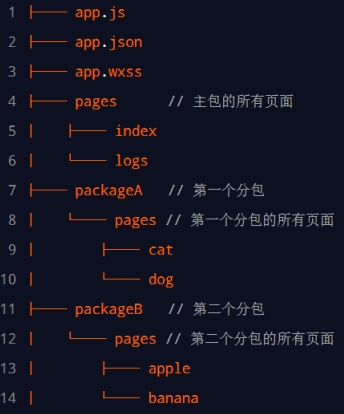 1 ├── app.js
2 ├── app.json
3 ├── app.wxss
4 ├── pages // 主包的所有页面
5 │ ├── index
6 │ └── logs
7 ├── packageA // 第一个分包
8 │ └── pages // 第一个分包的所有页面
9 │ ├── cat
10 │ └── dog
11 ├── packageB // 第二个分包
12 │ └── pages // 第二个分包的所有页面
13 │ ├── apple
14 │ └── banana